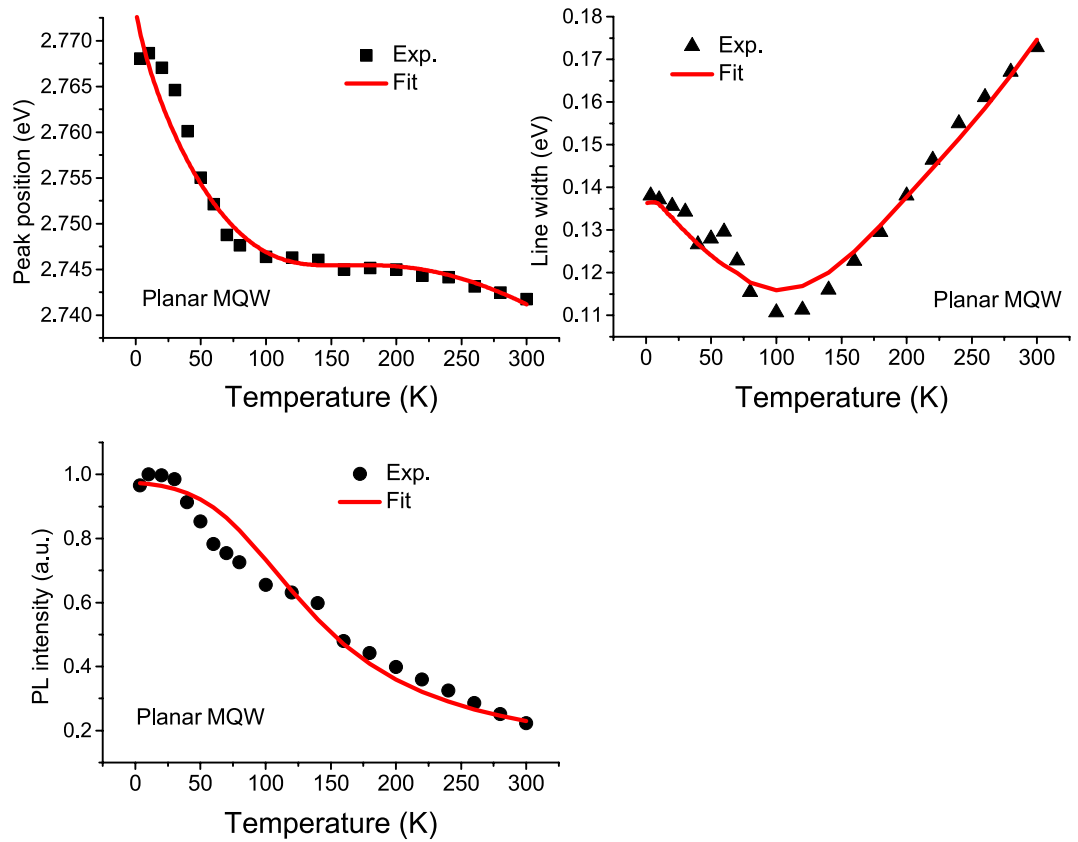 Peak position (eV)
2.770
2.765
2.760
2.755
2.750
2.745
2.740
Exp.
Fit
Planar MQW
0 50 100 150 200 250 300
Temperature (K)
Line width (eV)
0.18
0.17
0.16
0.15
0.14
0.13
0.12
0.11
Exp.
Fit
Planar MQW
0 50 100 150 200 250 300
Temperature (K)
PL intensity (a.u.)
1.0
0.8
0.6
0.4
0.2
Exp.
Fit
Planar MQW
0 50 100 150 200 250 300
Temperature (K)